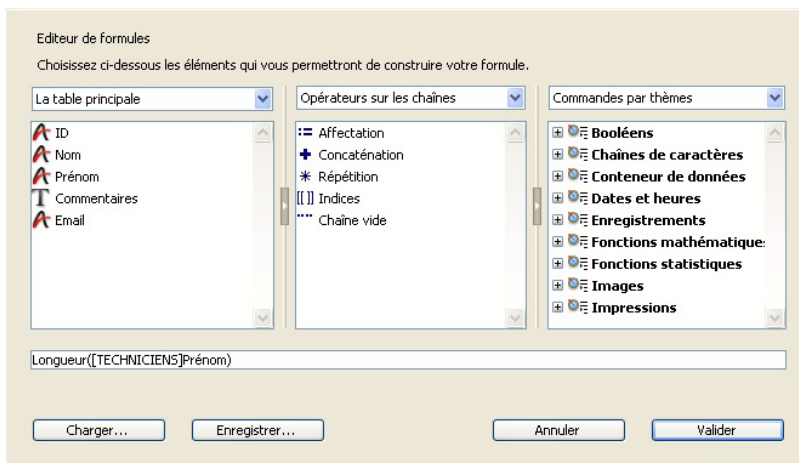 Editeur de formules
Choisissez ci-dessous les éléments qui vous permettront de construire votre formule.
La table principale
Opérateurs sur les chaînes
Commandes par thèmes
ID
Nom
Prénom
Commentaires
Email
:= Affectation
+ Concaténation
* Répétition
[[ ]] Indices
"" Chaîne vide
Booléens
Chaînes de caractères
Conteneur de données
Dates et heures
Enregistrements
Fonctions mathématique
Fonctions statistiques
Images
Impressions
Longueur([TECHNICIENS]Prénom)
Charger...
Enregistrer...
Annuler
Valider